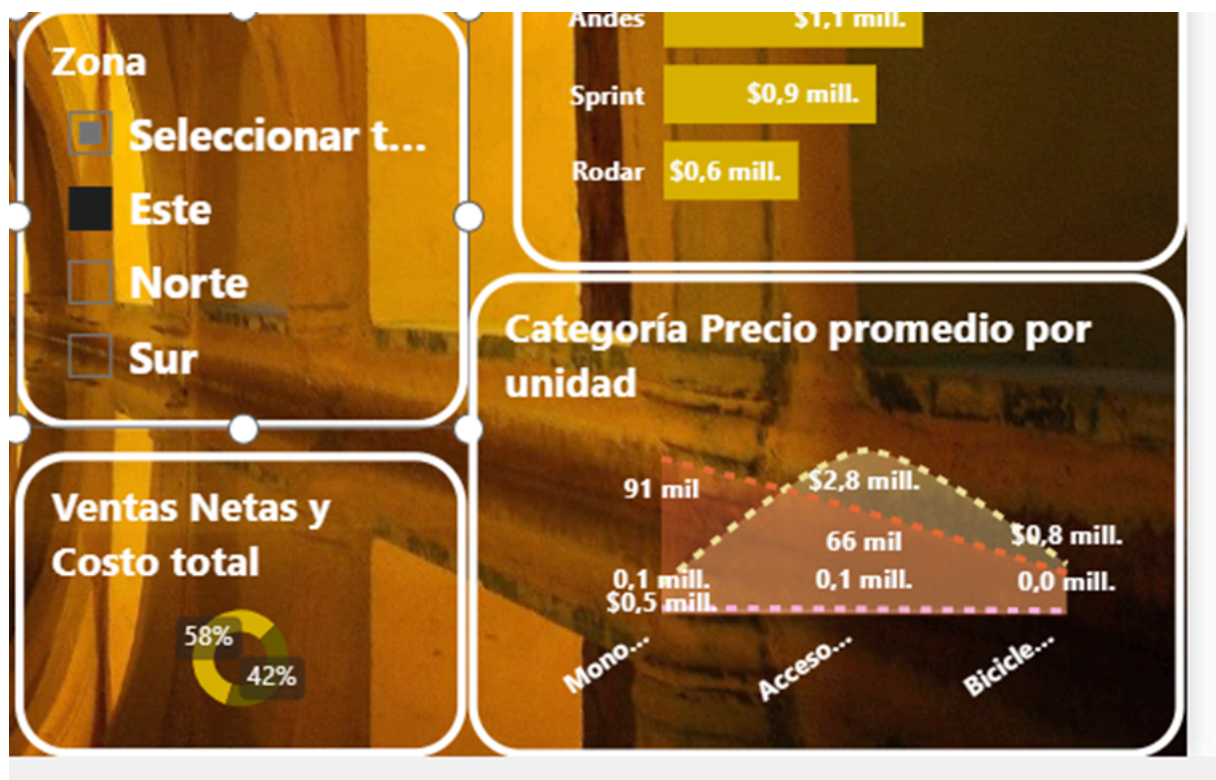 Zona
Seleccionar t...
Este
Norte
Sur
Andes $1,1 mill.
Sprint $0,9 mill.
Rodar $0,6 mill.
Categoría Precio promedio por
unidad
91 mil
$2,8 mill.
$0,8 mill.
66 mil
0,1 mill.
0,1 mill.
0,0 mill.
$0,5 mill.
Mono...
Acceso...
Bicicle...
Ventas Netas y
Costo total
58%
42%